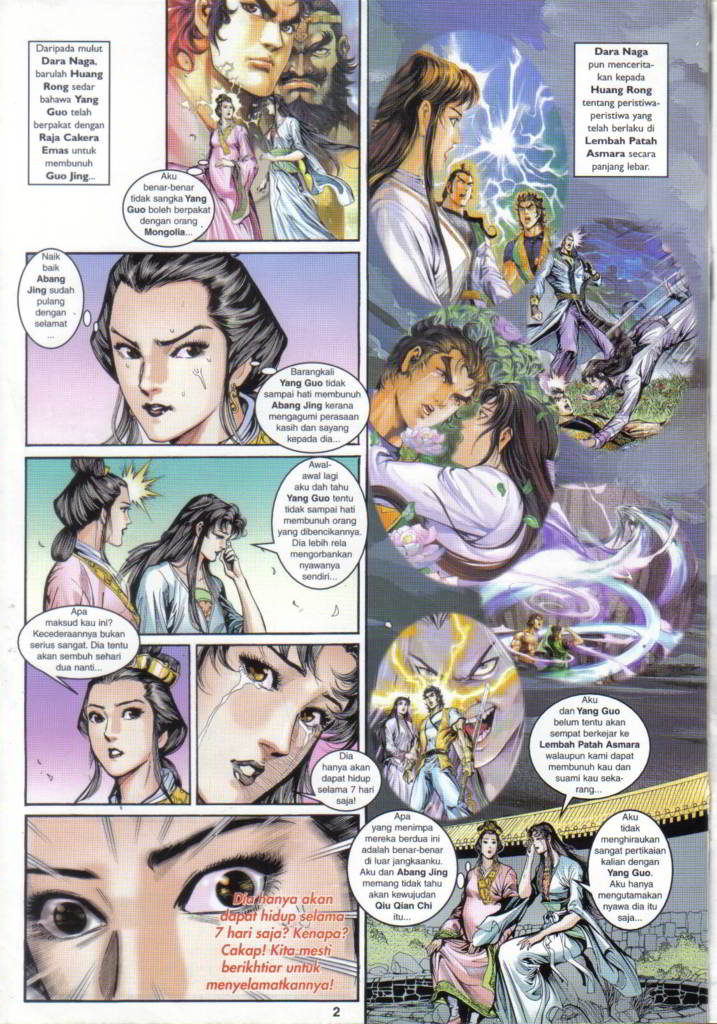 Daripada mulut
Dara Naga,
barulah Huang
Rong sedar
bahawa Yang
Guo telah
berpakat dengan
Raja Cakera
Emas untuk
membunuh
Guo Jing...
Aku
benar-benar
tidak sangka Yang
Guo boleh berpakat
dengan orang
Mongolia...
Naik
baik
Abang
Jing sudah
pulang
dengan
selamat
...
Barangkali
Yang Guo tidak
sampai hati membunuh
Abang Jing kerana
mengagumi perasaan
kasih dan sayang
kepada dia...
Awal-
awal lagi
aku dah tahu
Yang Guo tentu
tidak sampai hati
membunuh orang
yang dibencikannya.
Dia lebih rela
mengorbankan
nyawanya
sendiri...
Apa
maksud kau ini?
Kecederaannya bukan
serius sangat. Dia tentu
akan sembuh sehari
dua nanti...
Dia
hanya akan
dapat hidup
selama 7 hari
saja!
Dia hanya akan
dapat hidup selama
7 hari saja? Kenapa?
Cakap! Kita mesti
berikhtiar untuk
menyelamatkannya!
2
Dara Naga
pun mencerita-
kan kepada
Huang Rong
tentang peristiwa-
peristiwa yang
telah berlaku di
Lembah Patah
Asmara secara
panjang lebar.
Aku
dan Yang Guo
belum tentu akan
sempat berkejar ke
Lembah Patah Asmara
walaupun kami dapat
membunuh kau dan
suami kau seka-
rang...
Apa
yang menimpa
mereka berdua ini
adalah benar-benar
di luar jangkaanku.
Aku dan Abang Jing
memang tidak tahu
akan kewujudan
Qiu Qian Chi
itu...
Aku
tidak
menghiraukan
sangat pertikaian
kalian dengan
Yang Guo.
Aku hanya
mengutamakan
nyawa dia itu
saja...